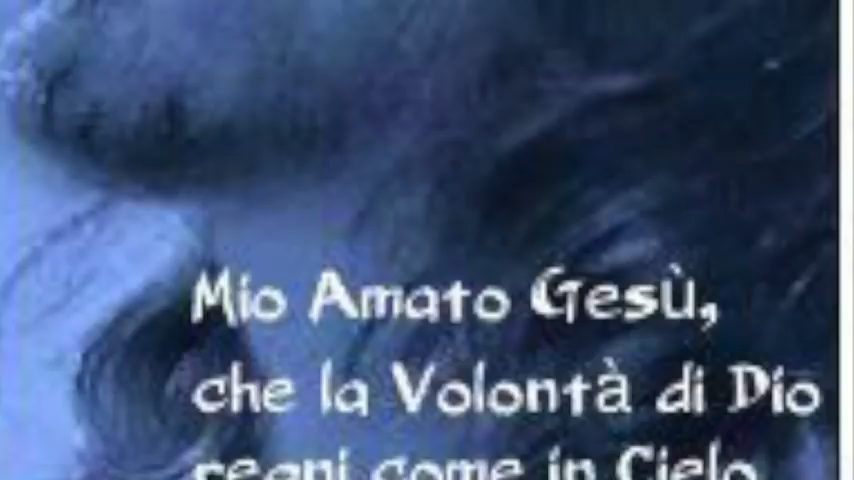 Mio Amato Gesù,
che la Volontà di Dio
regni come in Cielo